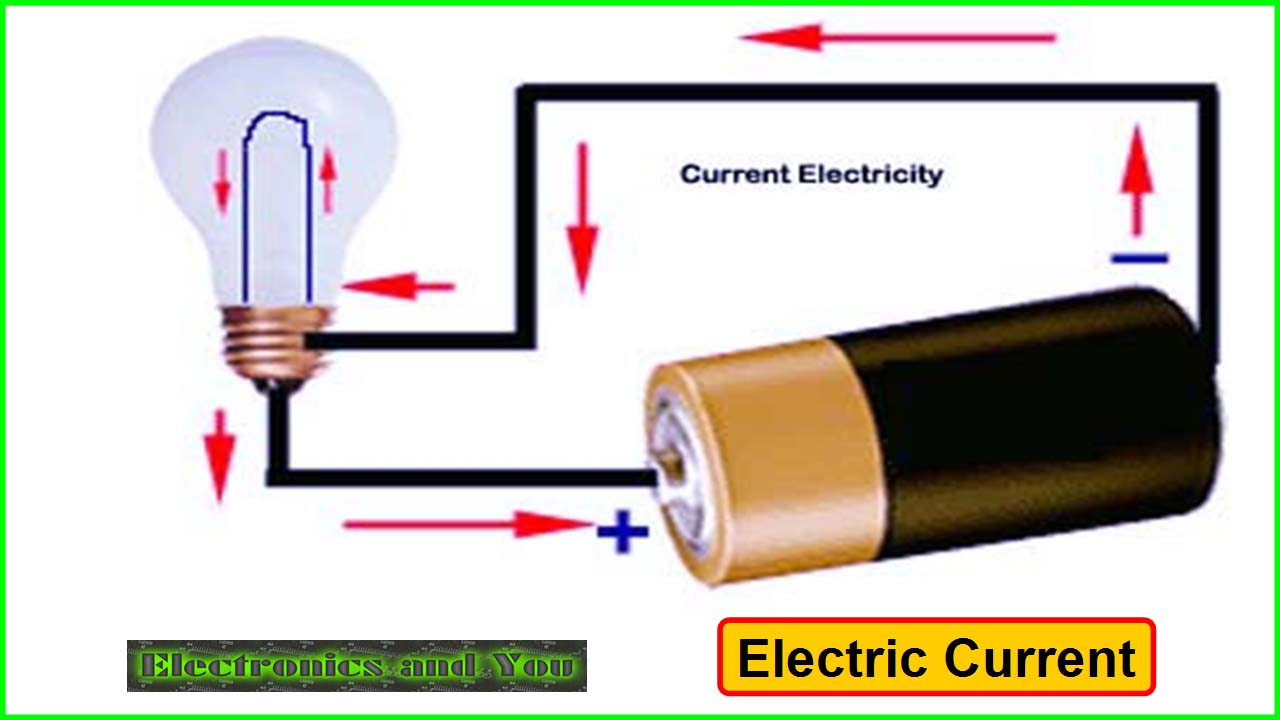 Current Electricity
−
+
Electronics and You
Electric Current